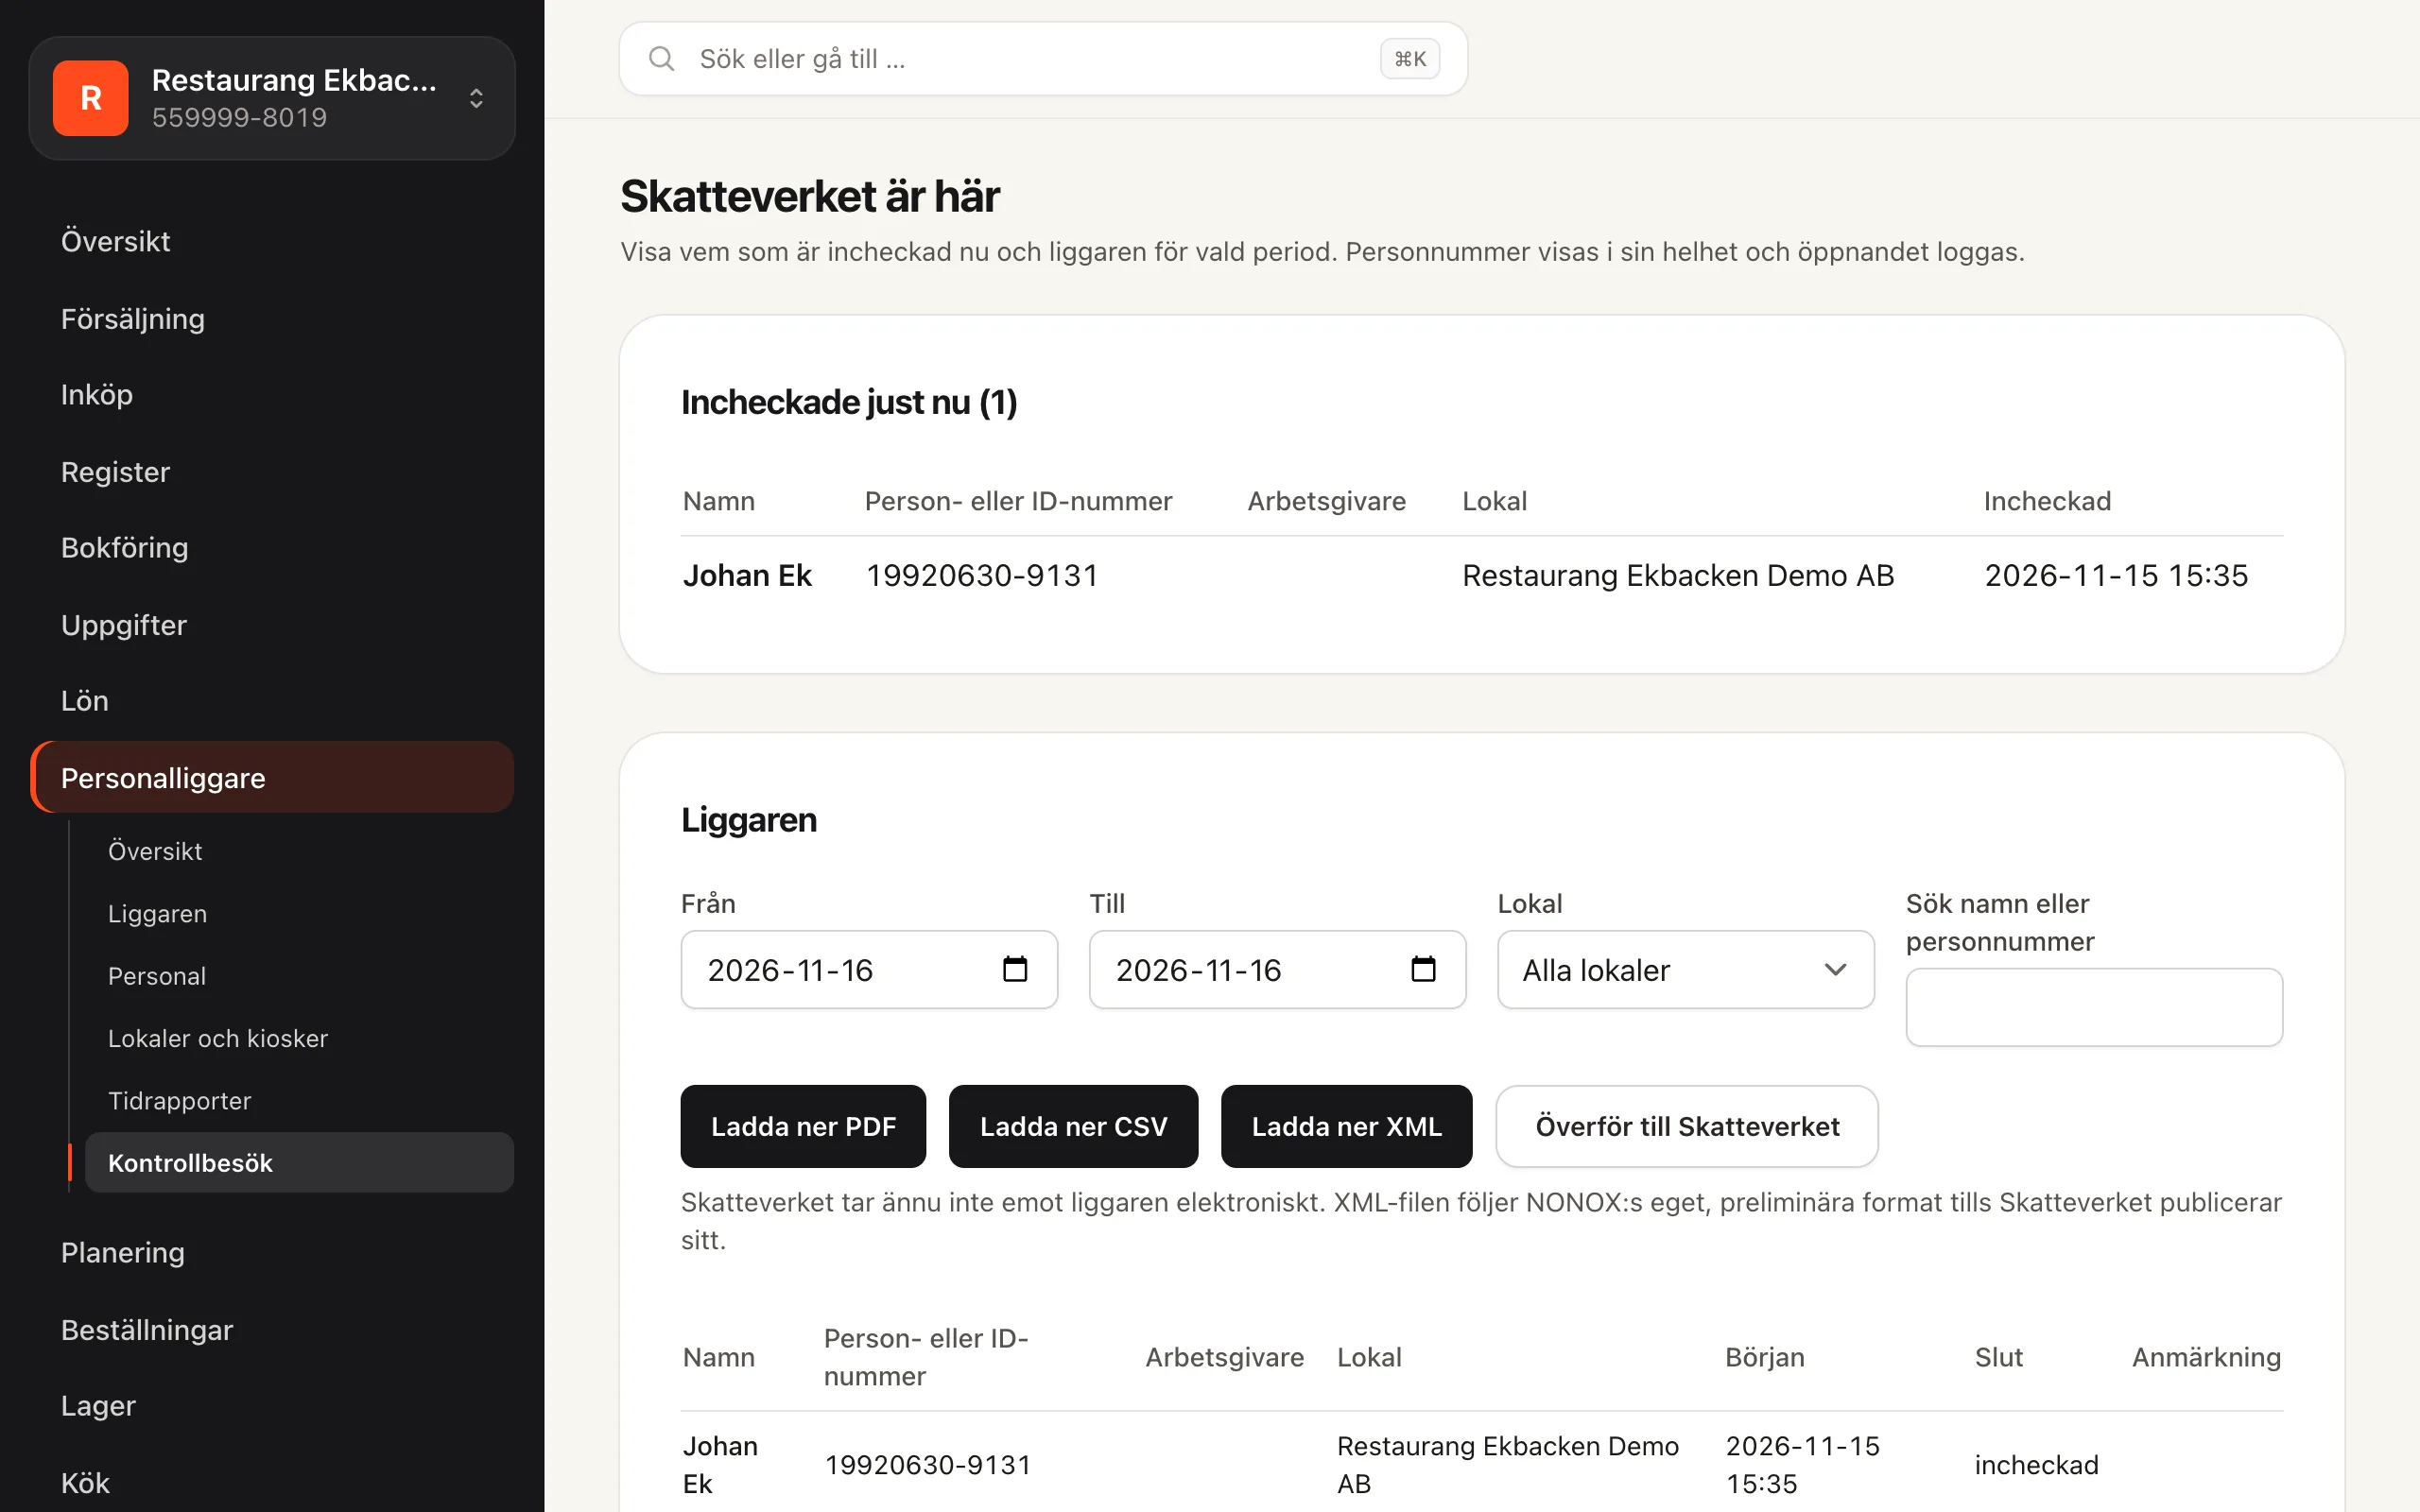 R
Restaurang Ekbac...
559999-8019
Översikt
Försäljning
Inköp
Register
Bokföring
Uppgifter
Lön
Personalliggare
Översikt
Liggaren
Personal
Lokaler och kiosker
Tidrapporter
Kontrollbesök
Planering
Beställningar
Lager
Kök
Sök eller gå till ...
⌘K
Skatteverket är här
Visa vem som är incheckad nu och liggaren för vald period. Personnummer visas i sin helhet och öppnandet loggas.
Incheckade just nu (1)
Namn Person- eller ID-nummer Arbetsgivare Lokal Incheckad
Johan Ek 19920630-9131 Restaurang Ekbacken Demo AB 2026-11-15 15:35
Liggaren
Från Till Lokal Sök namn eller
personnummer
2026-11-16 2026-11-16 Alla lokaler
Ladda ner PDF Ladda ner CSV Ladda ner XML Överför till Skatteverket
Skatteverket tar ännu inte emot liggaren elektroniskt. XML-filen följer NONOX:s eget, preliminära format tills Skatteverket publicerar
sitt.
Namn Person- eller ID-
nummer Arbetsgivare Lokal Början Slut Anmärkning
Johan
Ek 19920630-9131 Restaurang Ekbacken Demo
AB 2026-11-15
15:35 incheckad